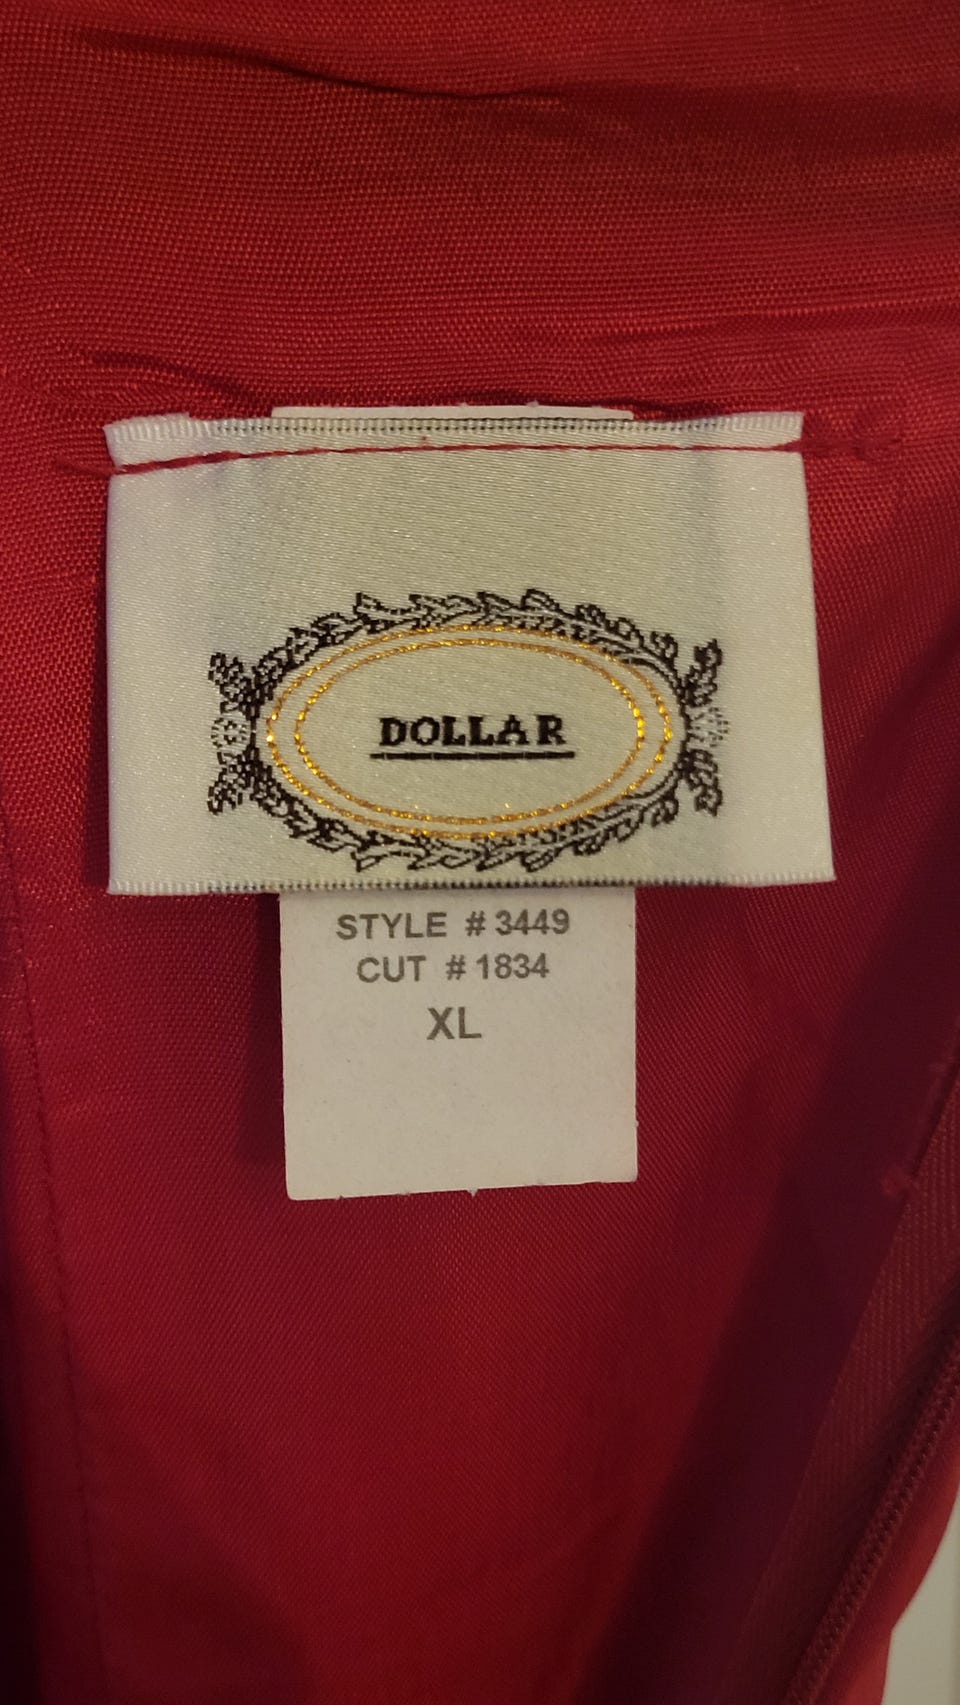 DOLLAR
STYLE # 3449
CUT # 1834
XL